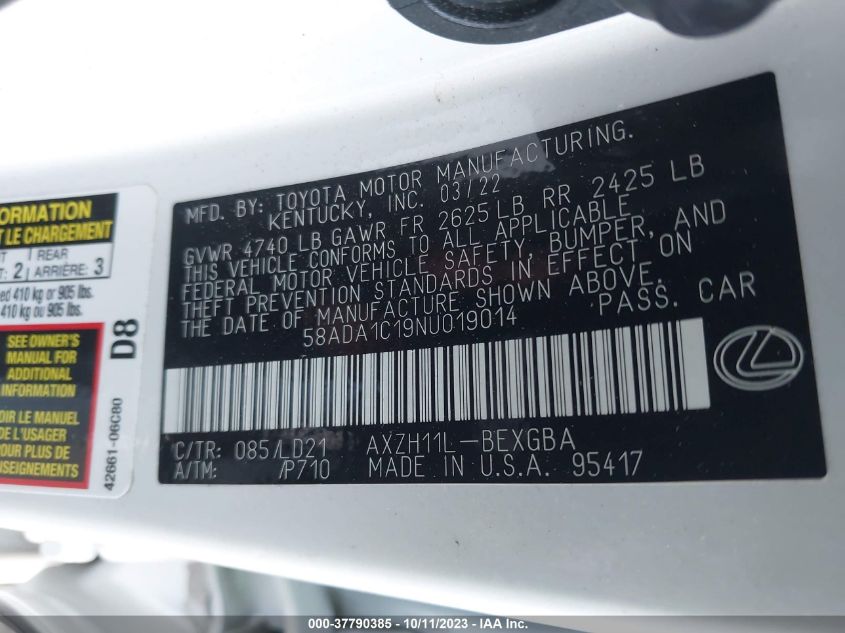 MFD. BY: TOYOTA MOTOR MANUFACTURING.
KENTUCKY, INC. 03/22
GVWR 4740 LB GAWR FR 2625 LB RR 2425 LB
THIS VEHICLE CONFORMS TO ALL APPLICABLE
FEDERAL MOTOR VEHICLE SAFETY, BUMPER, AND
THEFT PREVENTION STANDARDS IN EFFECT ON
THE DATE OF MANUFACTURE SHOWN ABOVE.
58ADA1C19NU019014 PASS. CAR
C/TR: 085/LD21 AXZH11L-BEXGBA
A/TM: /P710 MADE IN U.S.A. 95417
REAR
2 ARRIÈRE: 3
410 kg or 905 lbs.
410 kg ou 905 lbs.
SEE OWNER'S
MANUAL FOR
ADDITIONAL
INFORMATION
LE MANUEL
DE L'USAGER
POUR PLUS DE
D8
42661-06C80
000-37790385 - 10/11/2023 - IAA Inc.